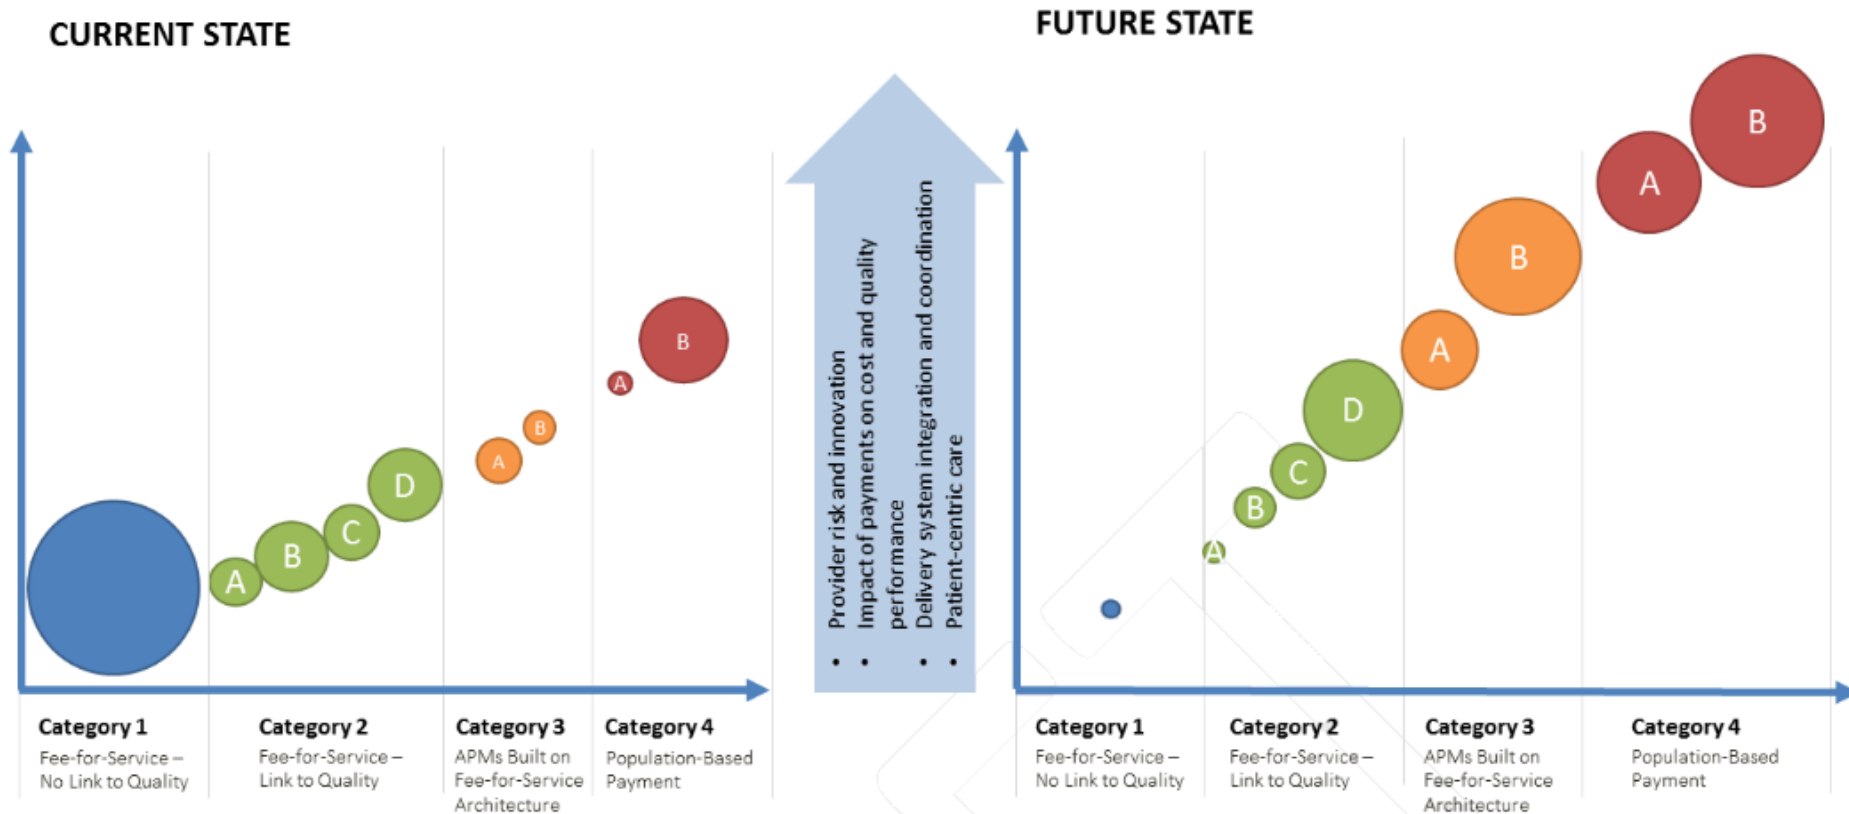 CURRENT STATE
A
B
C
D
A
B
A
B
Category 1
Fee-for-Service –
No Link to Quality
Category 2
Fee-for-Service –
Link to Quality
Category 3
APMs Built on
Fee-for-Service
Architecture
Category 4
Population-Based
Payment
• Provider risk and innovation
• Impact of payments on cost and quality
performance
• Delivery system integration and coordination
• Patient-centric care
FUTURE STATE
A
B
C
D
A
B
A
B
Category 1
Fee-for-Service –
No Link to Quality
Category 2
Fee-for-Service –
Link to Quality
Category 3
APMs Built on
Fee-for-Service
Architecture
Category 4
Population-Based
Payment